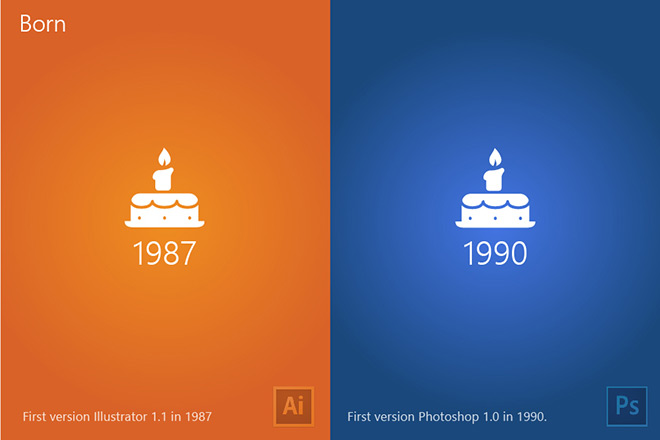 Born
1987
1990
First version Illustrator 1.1 in 1987
Ai
First version Photoshop 1.0 in 1990.
Ps